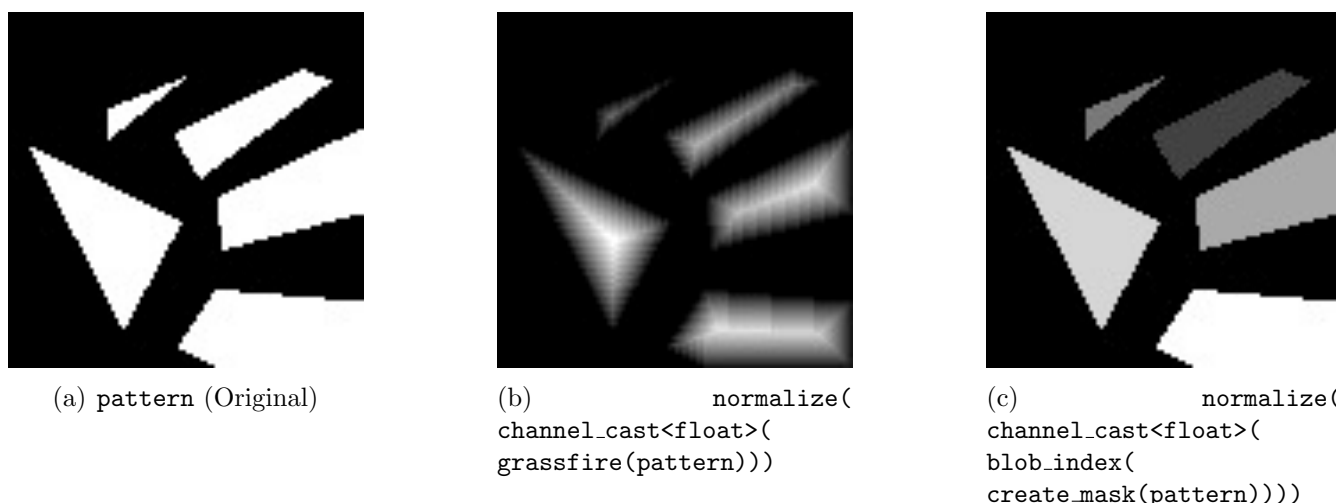 (a) pattern (Original)
(b) normalize(
channel_cast<float>(
grassfire(pattern)))
(c) normalize(
channel_cast<float>(
blob_index(
create_mask(pattern))))